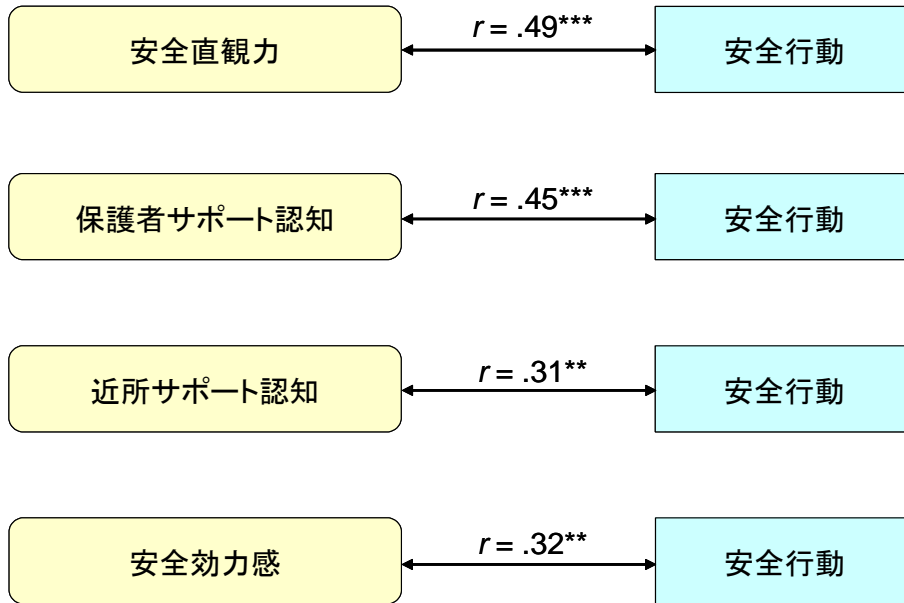 安全直観力
r = .49***
安全行動
保護者サポート認知
r = .45***
安全行動
近所サポート認知
r = .31**
安全行動
安全効力感
r = .32**
安全行動